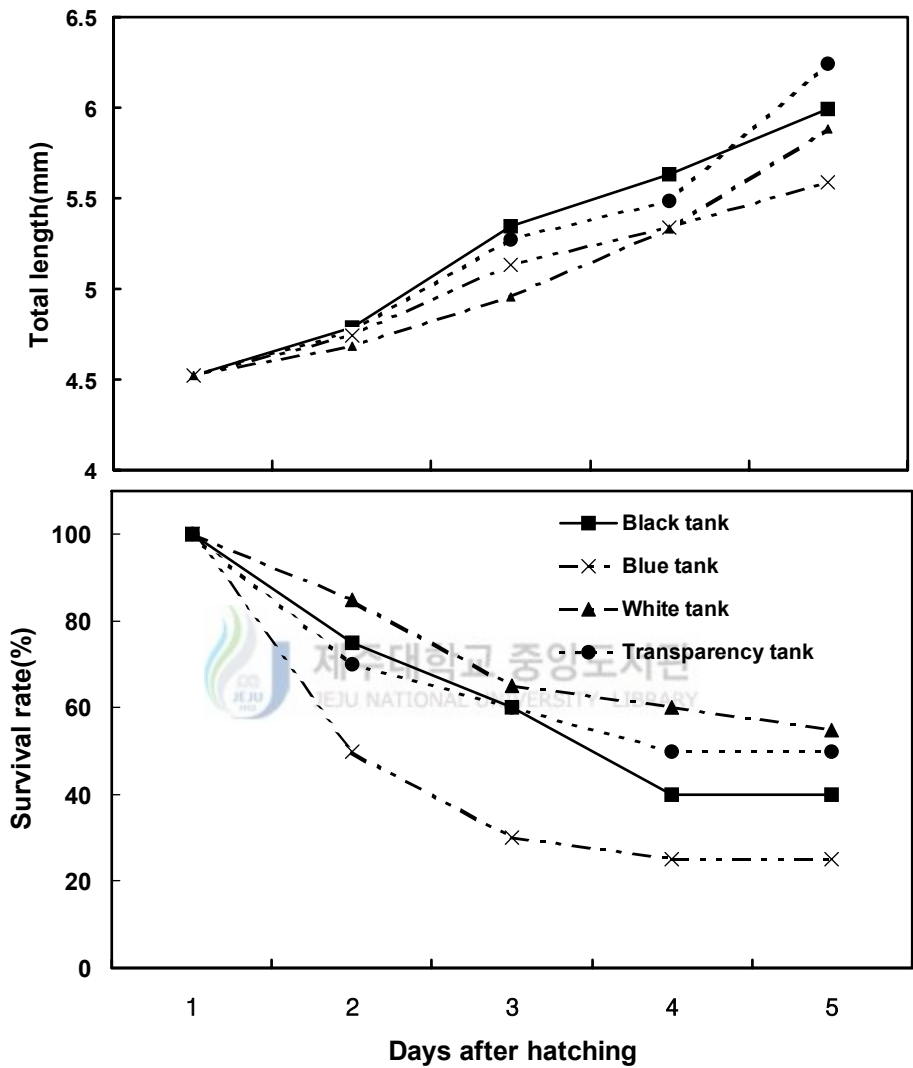 6.5
6
5.5
5
4.5
4
Total length(mm)
100
80
60
40
20
0
Survival rate(%)
Black tank
Blue tank
White tank
Transparency tank
제주대학교 중앙도서관
JEJU NATIONAL UNIVERSITY LIBRARY
JEJU
1 2 3 4 5
Days after hatching